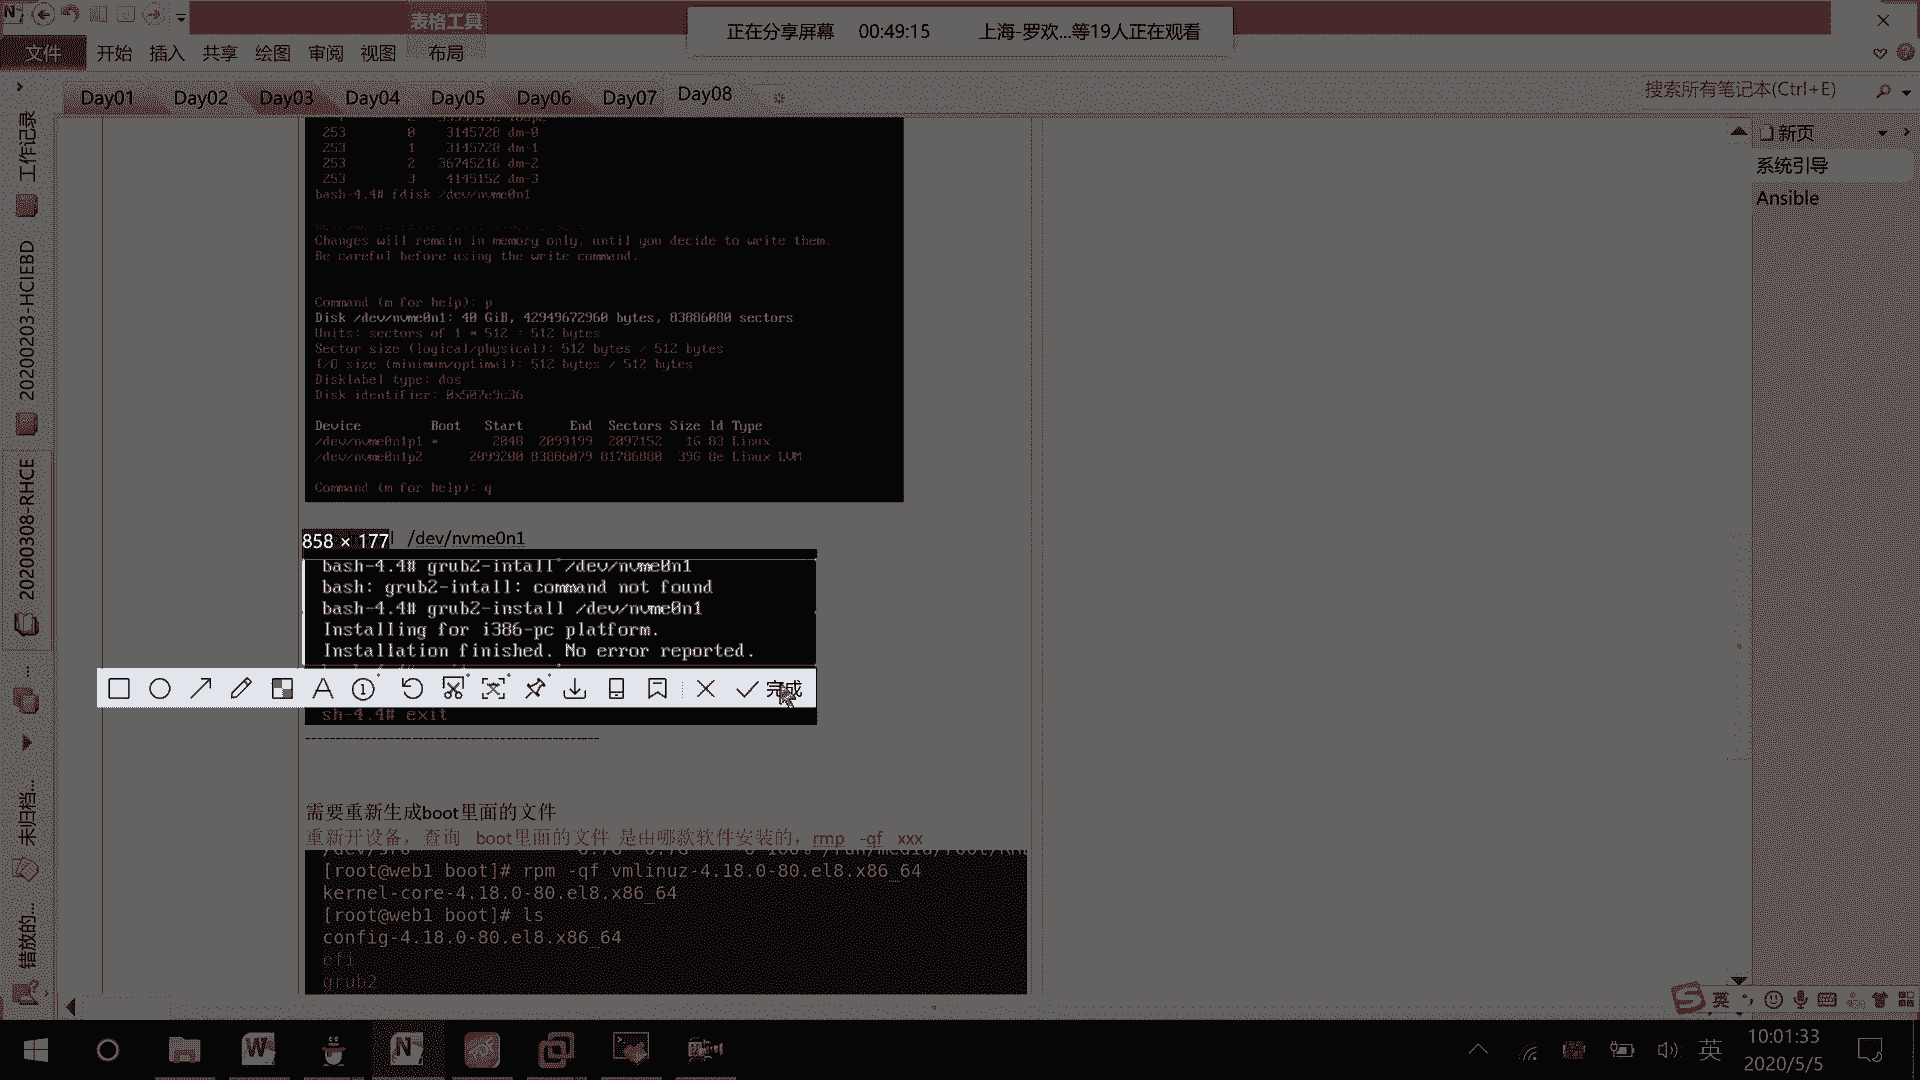 表格工具
正在分享屏幕 00:49:15 上海-罗欢...等19人正在观看
文件 开始 插入 共享 绘图 审阅 视图 布局
Day01 Day02 Day03 Day04 Day05 Day06 Day07 Day08
搜索所有笔记本(Ctrl+E)
工作记录
20200203-HCIEBD
20200308-RHCE
未归档...
错放的...
新页
系统引导
Ansible
253 0 3145728 dm-0
253 1 3145728 dm-1
253 2 36745216 dm-2
253 3 4145152 dm-3
bash-4.4# fdisk /dev/nvme0n1
Changes will remain in memory only, until you decide to write them.
Be careful before using the write command.
Command (m for help): p
Disk /dev/nvme0n1: 40 GiB, 42949672960 bytes, 83886080 sectors
Units: sectors of 1 * 512 = 512 bytes
Sector size (logical/physical): 512 bytes / 512 bytes
I/O size (minimum/optimal): 512 bytes / 512 bytes
Disklabel type: dos
Disk identifier: 0x507e9c36
Device Boot Start End Sectors Size Id Type
/dev/nvme0n1p1 * 2048 2099199 2097152 1G 83 Linux
/dev/nvme0n1p2 2099200 83886079 81786880 39G 8e Linux LVM
Command (m for help): q
858 × 177 /dev/nvme0n1
bash-4.4# grub2-intall /dev/nvme0n1
bash: grub2-intall: command not found
bash-4.4# grub2-install /dev/nvme0n1
Installing for i386-pc platform.
Installation finished. No error reported.
完成
sh-4.4# exit
---------------------------------------------
需要重新生成boot里面的文件
重新开设备，查询 boot里面的文件 是由哪款软件安装的，rmp -qf xxx
[root@web1 boot]# rpm -qf vmlinuz-4.18.0-80.el8.x86_64
kernel-core-4.18.0-80.el8.x86_64
[root@web1 boot]# ls
config-4.18.0-80.el8.x86_64
efi
grub2
英
英
10:01:33
2020/5/5